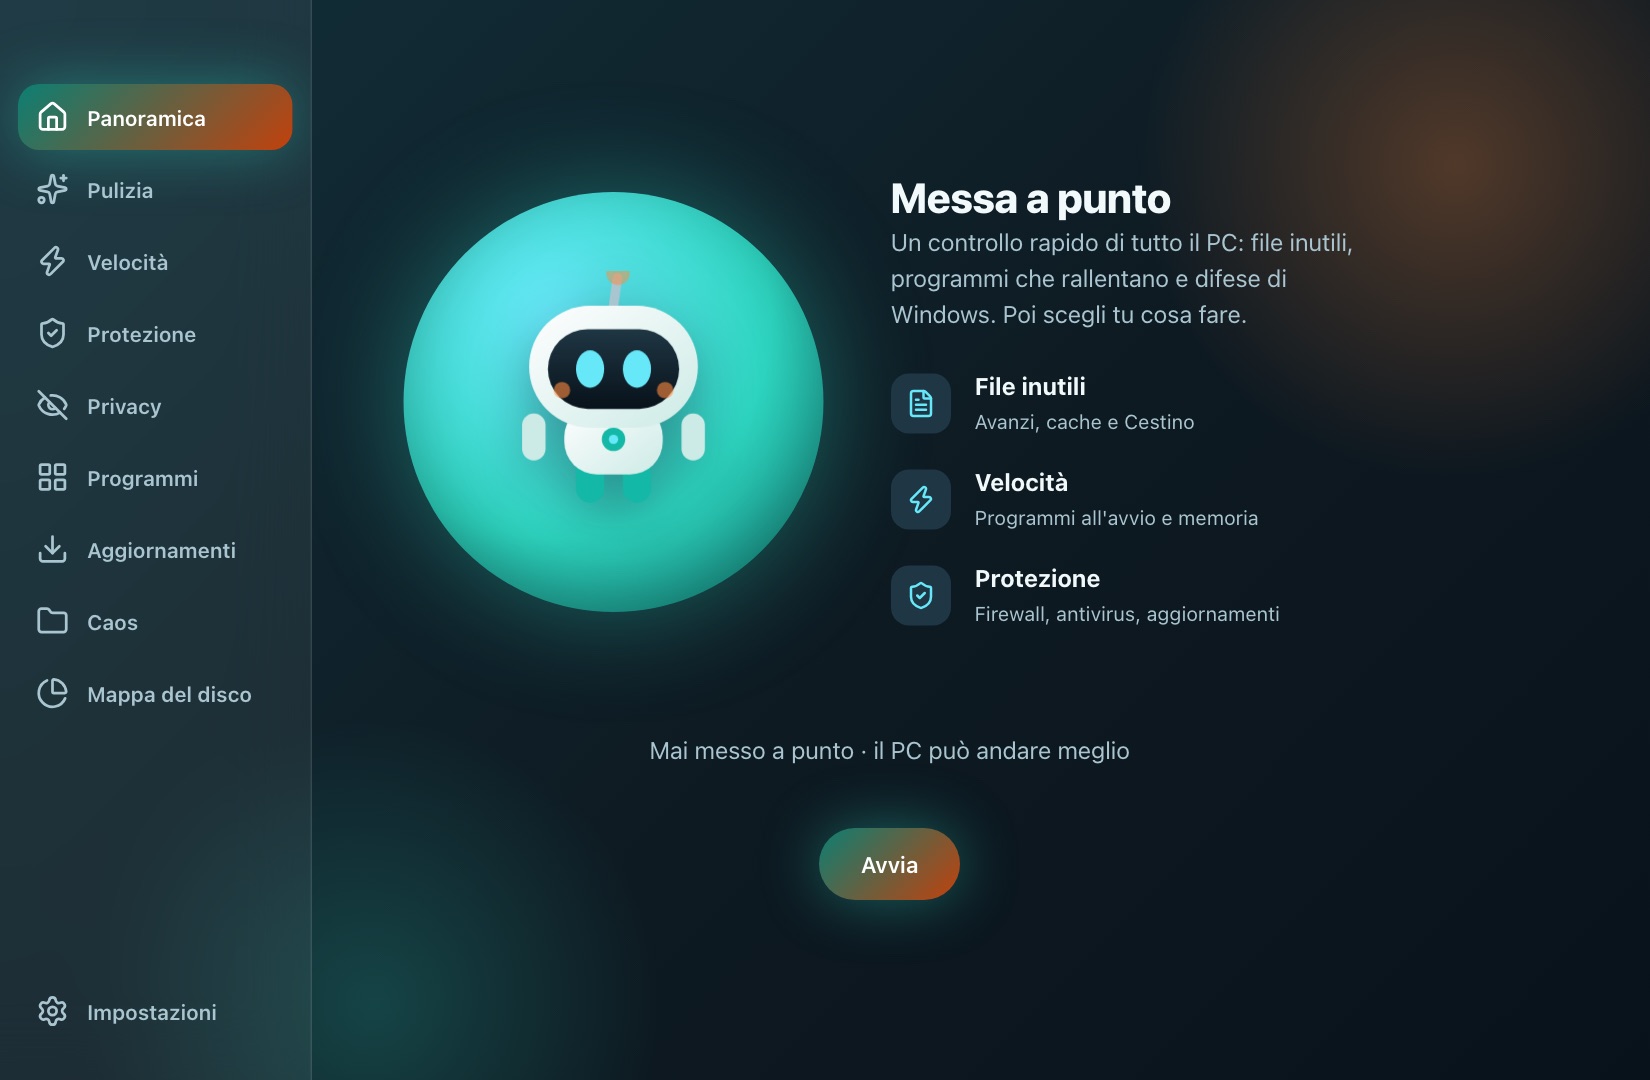 Panoramica
Pulizia
Velocità
Protezione
Privacy
Programmi
Aggiornamenti
Caos
Mappa del disco
Impostazioni
Messa a punto
Un controllo rapido di tutto il PC: file inutili,
programmi che rallentano e difese di
Windows. Poi scegli tu cosa fare.
File inutili
Avanzi, cache e Cestino
Velocità
Programmi all'avvio e memoria
Protezione
Firewall, antivirus, aggiornamenti
Mai messo a punto · il PC può andare meglio
Avvia